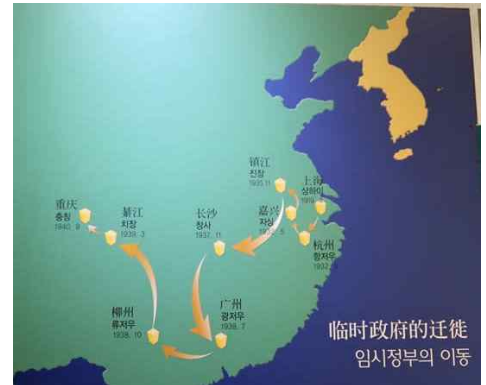 镇江
진장
1935. 11
上海
상하이
1919.
嘉兴
자싱
杭州
항저우
1932.
长沙
창사
1937. 11
广州
광저우
1938. 7
柳州
류저우
1938. 10
綦江
치장
1939. 3
重庆
충칭
1940. 9
临时政府的迁徙
임시정부의 이동